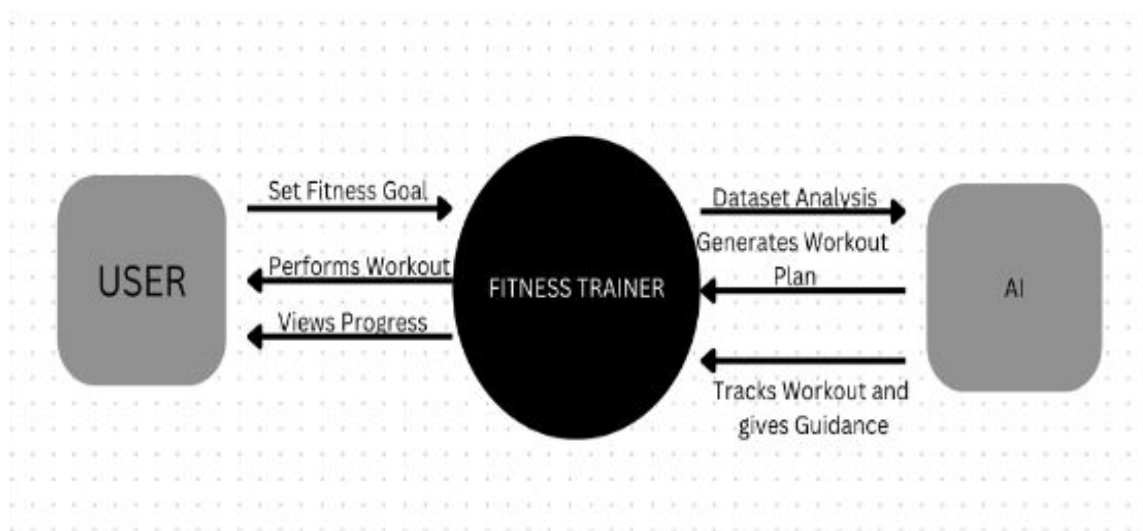 USER
Set Fitness Goal
Performs Workout
Views Progress
FITNESS TRAINER
Dataset Analysis
Generates Workout
Plan
Tracks Workout and
gives Guidance
AI